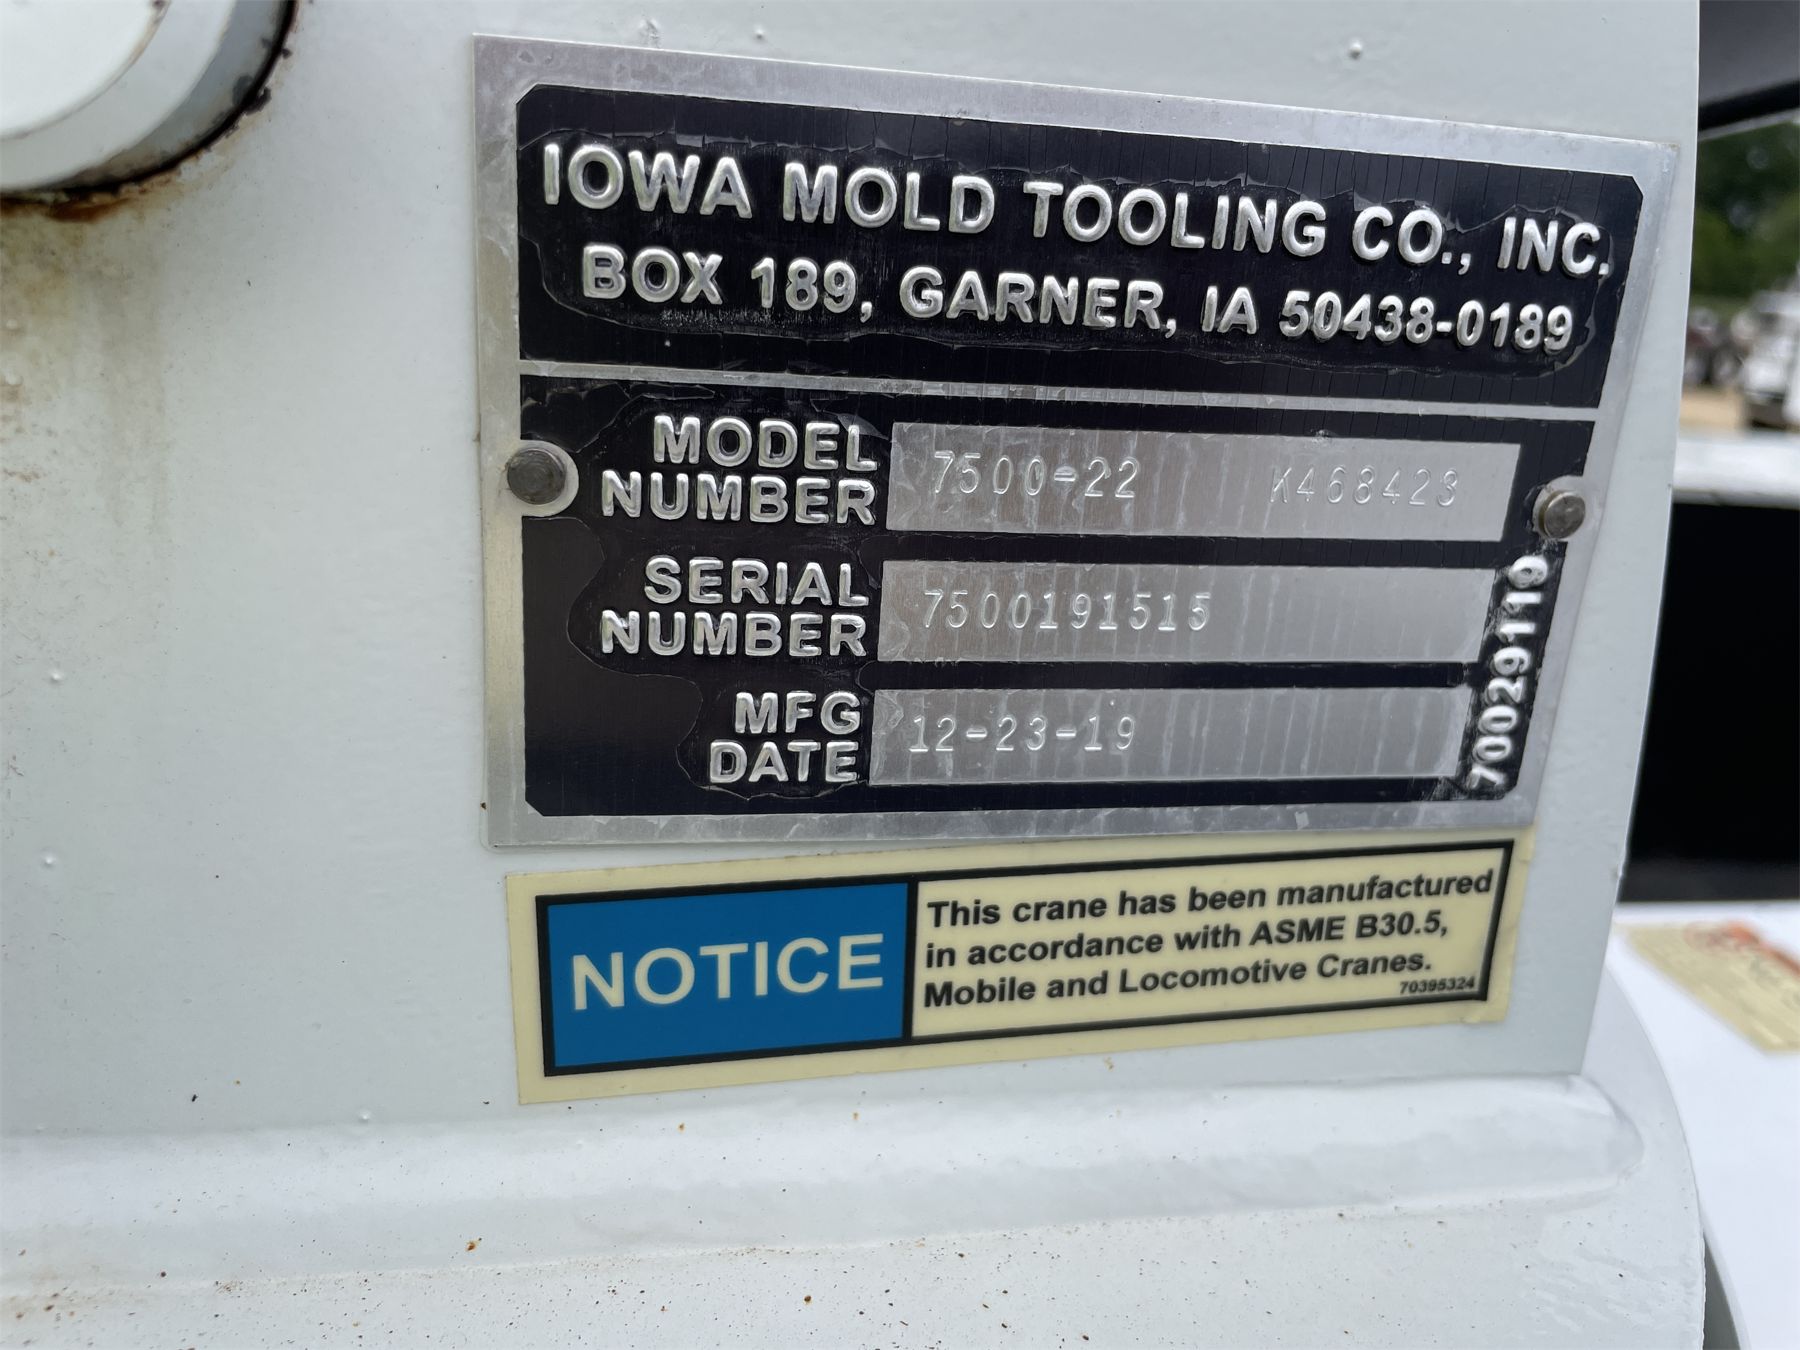 IOWA MOLD TOOLING CO., INC.
BOX 189, GARNER, IA 50438-0189
MODEL NUMBER 7500-22 K468423
SERIAL NUMBER 7500191515
MFG DATE 12-23-19
70029119
NOTICE
This crane has been manufactured
in accordance with ASME B30.5,
Mobile and Locomotive Cranes.
70395324